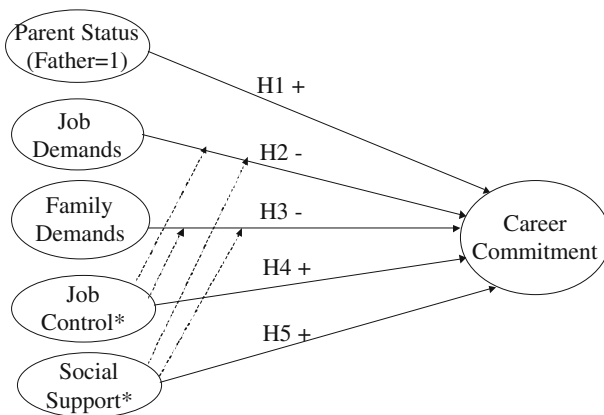 Parent Status
(Father=1)
H1 +
Job
Demands
H2 -
Family
Demands
H3 -
Career
Commitment
Job
Control*
H4 +
Social
Support*
H5 +